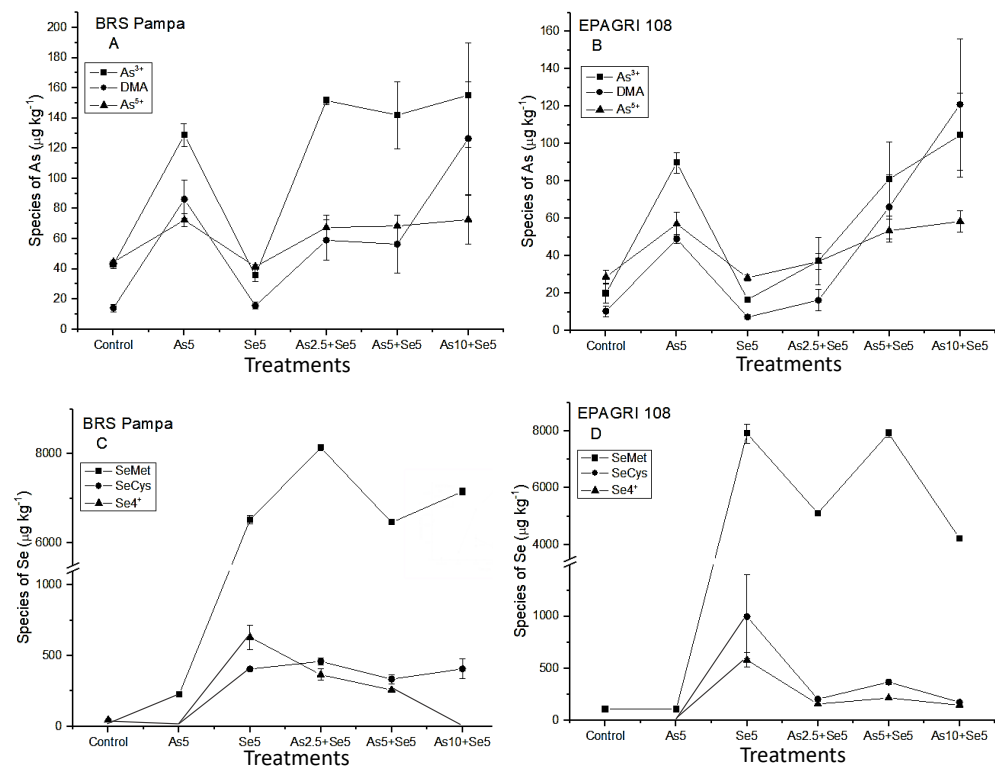 BRS Pampa
A
As³⁺
DMA
As⁵⁺
Species of As (μg kg⁻¹)
220
200
180
160
140
120
100
80
60
40
20
0
Control As5 Se5 As2.5+Se5 As5+Se5 As10+Se5
Treatments
EPAGRI 108
B
As³⁺
DMA
As⁵⁺
Species of As (μg kg⁻¹)
160
140
120
100
80
60
40
20
0
Control As5 Se5 As2.5+Se5 As5+Se5 As10+Se5
Treatments
BRS Pampa
C
SeMet
SeCys
Se4⁺
Species of Se (μg kg⁻¹)
8000
6000
1000
500
0
Control As5 Se5 As2.5+Se5 As5+Se5 As10+Se5
Treatments
EPAGRI 108
D
SeMet
SeCys
Se4⁺
Species of Se (μg kg⁻¹)
8000
6000
4000
1000
500
0
Control As5 Se5 As2.5+Se5 As5+Se5 As10+Se5
Treatments